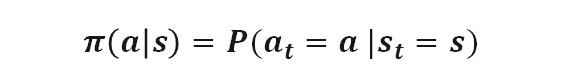 π(a|s) = P(aₜ = a |sₜ = s)